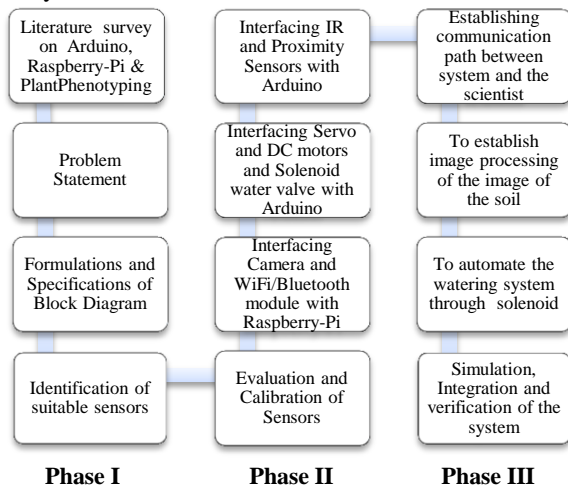 Literature survey
on Arduino,
Raspberry-Pi &
PlantPhenotyping
Problem
Statement
Formulations and
Specifications of
Block Diagram
Identification of
suitable sensors
Phase I
Interfacing IR
and Proximity
Sensors with
Arduino
Interfacing Servo
and DC motors
and Solenoid
water valve with
Arduino
Interfacing
Camera and
WiFi/Bluetooth
module with
Raspberry-Pi
Evaluation and
Calibration of
Sensors
Phase II
Establishing
communication
path between
system and the
scientist
To establish
image processing
of the image of
the soil
To automate the
watering system
through solenoid
Simulation,
Integration and
verification of the
system
Phase III